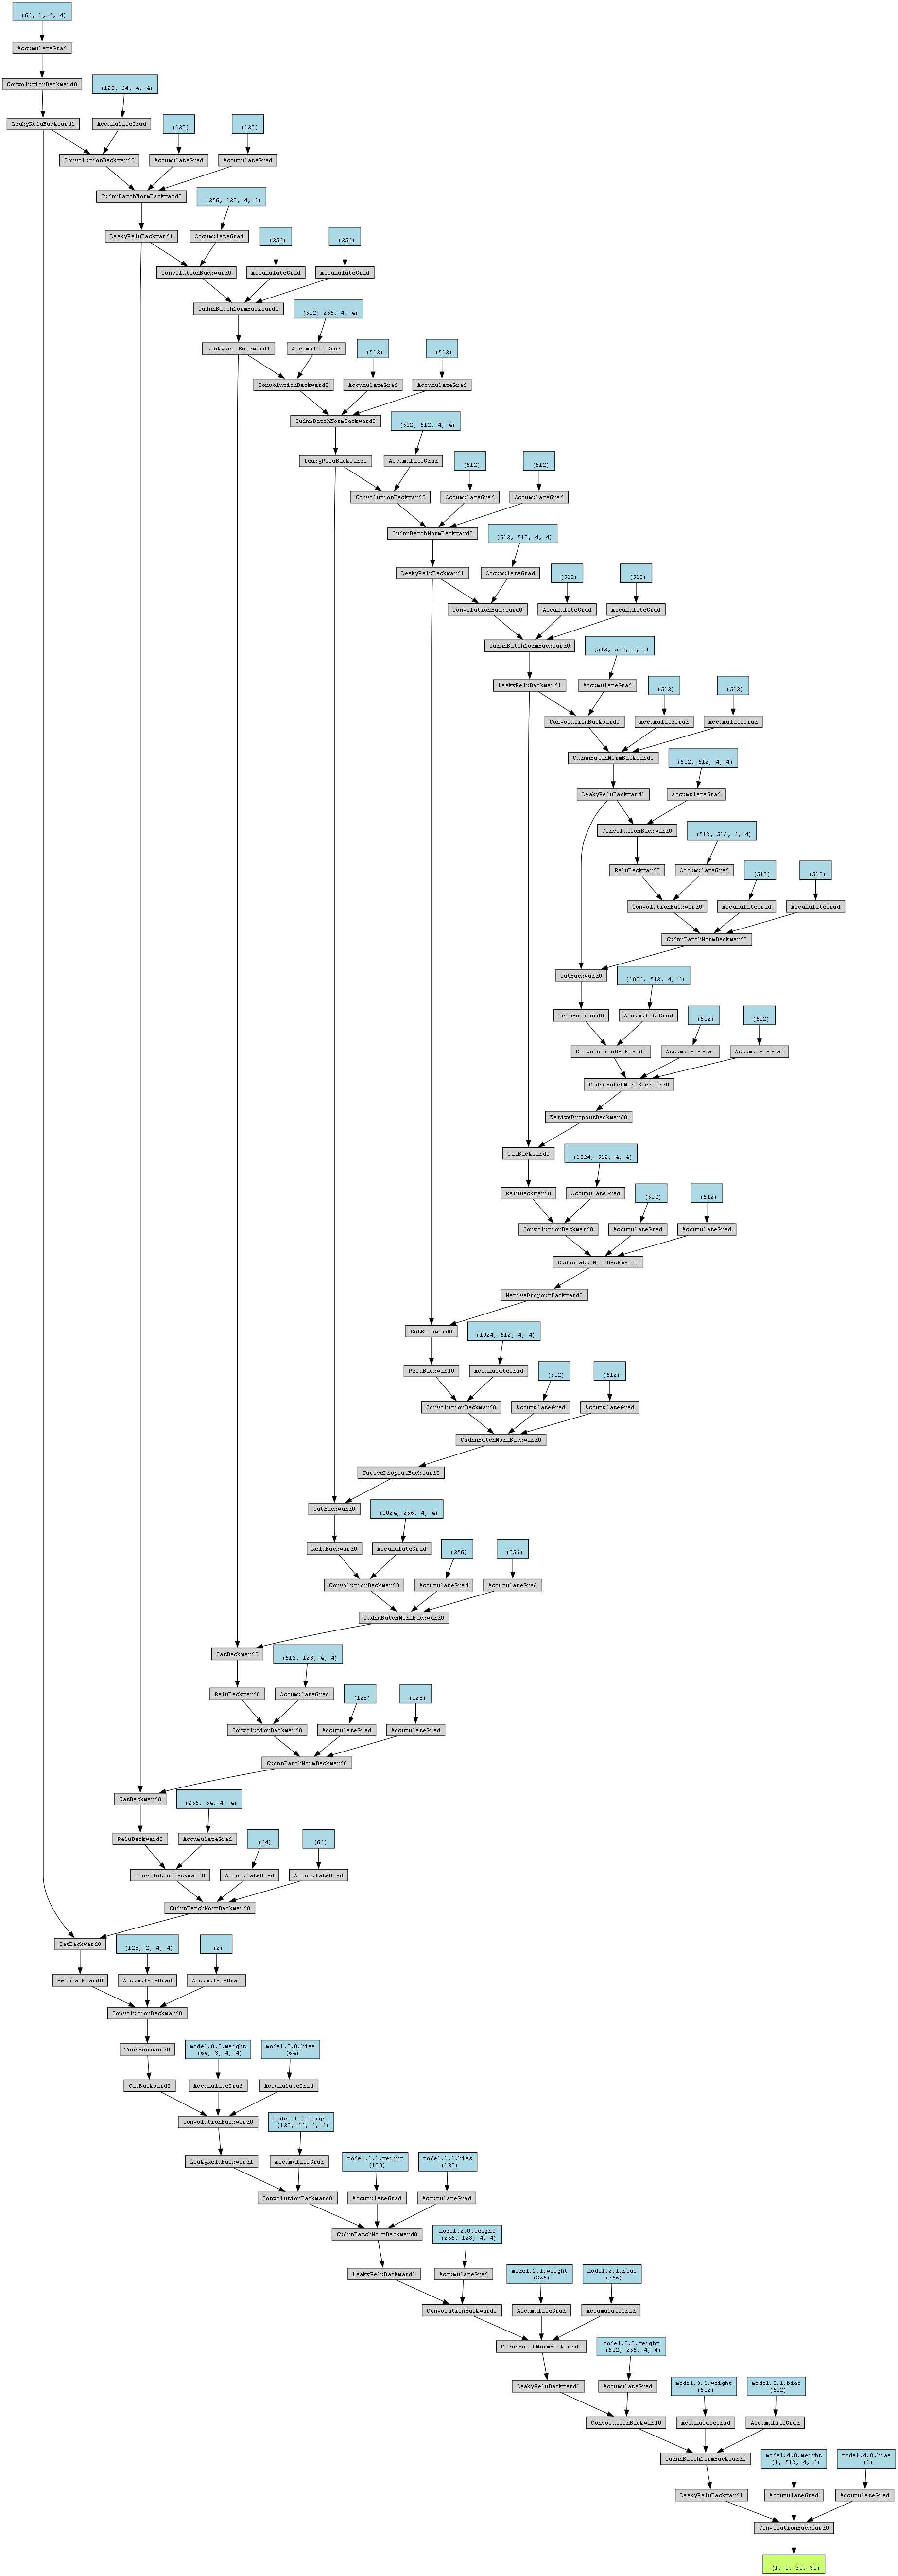 (64, 1, 4, 4)
AccumulateGrad
ConvolutionBackward0
(128, 64, 4, 4)
LeakyReluBackward1
AccumulateGrad
(128)
(128)
ConvolutionBackward0
AccumulateGrad
AccumulateGrad
CudnnBatchNormBackward0
(256, 128, 4, 4)
LeakyReluBackward1
AccumulateGrad
(256)
(256)
ConvolutionBackward0
AccumulateGrad
AccumulateGrad
CudnnBatchNormBackward0
(512, 256, 4, 4)
LeakyReluBackward1
AccumulateGrad
(512)
(512)
ConvolutionBackward0
AccumulateGrad
AccumulateGrad
CudnnBatchNormBackward0
(512, 512, 4, 4)
LeakyReluBackward1
AccumulateGrad
(512)
(512)
ConvolutionBackward0
AccumulateGrad
AccumulateGrad
CudnnBatchNormBackward0
(512, 512, 4, 4)
LeakyReluBackward1
AccumulateGrad
(512)
(512)
ConvolutionBackward0
AccumulateGrad
AccumulateGrad
CudnnBatchNormBackward0
(512, 512, 4, 4)
LeakyReluBackward1
AccumulateGrad
(512)
(512)
ConvolutionBackward0
AccumulateGrad
AccumulateGrad
CudnnBatchNormBackward0
(512, 512, 4, 4)
LeakyReluBackward1
AccumulateGrad
ConvolutionBackward0
(512, 512, 4, 4)
ReluBackward0
AccumulateGrad
(512)
(512)
ConvolutionBackward0
AccumulateGrad
AccumulateGrad
CudnnBatchNormBackward0
CatBackward0
(1024, 512, 4, 4)
ReluBackward0
AccumulateGrad
(512)
(512)
ConvolutionBackward0
AccumulateGrad
AccumulateGrad
CudnnBatchNormBackward0
NativeDropoutBackward0
CatBackward0
(1024, 512, 4, 4)
ReluBackward0
AccumulateGrad
(512)
(512)
ConvolutionBackward0
AccumulateGrad
AccumulateGrad
CudnnBatchNormBackward0
NativeDropoutBackward0
CatBackward0
(1024, 512, 4, 4)
ReluBackward0
AccumulateGrad
(512)
(512)
ConvolutionBackward0
AccumulateGrad
AccumulateGrad
CudnnBatchNormBackward0
NativeDropoutBackward0
CatBackward0
(1024, 256, 4, 4)
ReluBackward0
AccumulateGrad
(256)
(256)
ConvolutionBackward0
AccumulateGrad
AccumulateGrad
CudnnBatchNormBackward0
CatBackward0
(512, 128, 4, 4)
ReluBackward0
AccumulateGrad
(128)
(128)
ConvolutionBackward0
AccumulateGrad
AccumulateGrad
CudnnBatchNormBackward0
CatBackward0
(256, 64, 4, 4)
ReluBackward0
AccumulateGrad
(64)
(64)
ConvolutionBackward0
AccumulateGrad
AccumulateGrad
CudnnBatchNormBackward0
CatBackward0
(128, 2, 4, 4)
(2)
ReluBackward0
AccumulateGrad
AccumulateGrad
ConvolutionBackward0
TanhBackward0
model.0.0.weight
(64, 3, 4, 4)
model.0.0.bias
(64)
CatBackward0
AccumulateGrad
AccumulateGrad
ConvolutionBackward0
model.1.0.weight
(128, 64, 4, 4)
LeakyReluBackward1
AccumulateGrad
model.1.1.weight
(128)
model.1.1.bias
(128)
ConvolutionBackward0
AccumulateGrad
AccumulateGrad
CudnnBatchNormBackward0
model.2.0.weight
(256, 128, 4, 4)
LeakyReluBackward1
AccumulateGrad
model.2.1.weight
(256)
model.2.1.bias
(256)
ConvolutionBackward0
AccumulateGrad
AccumulateGrad
CudnnBatchNormBackward0
model.3.0.weight
(512, 256, 4, 4)
LeakyReluBackward1
AccumulateGrad
model.3.1.weight
(512)
model.3.1.bias
(512)
ConvolutionBackward0
AccumulateGrad
AccumulateGrad
CudnnBatchNormBackward0
model.4.0.weight
(1, 512, 4, 4)
model.4.0.bias
(1)
LeakyReluBackward1
AccumulateGrad
AccumulateGrad
ConvolutionBackward0
(1, 1, 30, 30)